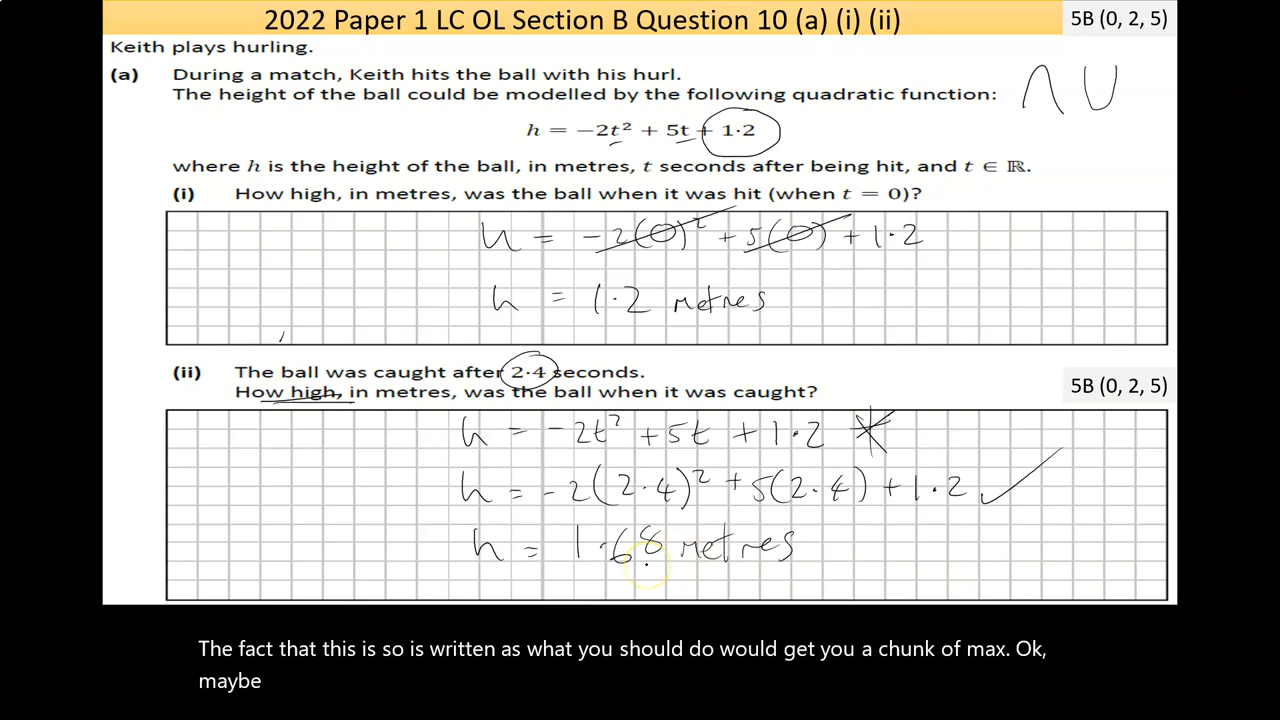 2022 Paper 1 LC OL Section B Question 10 (a) (i) (ii)
5B (0, 2, 5)
Keith plays hurling.
(a) During a match, Keith hits the ball with his hurl.
The height of the ball could be modelled by the following quadratic function:
h = −2t² + 5t + 1·2
where h is the height of the ball, in metres, t seconds after being hit, and t ∈ ℝ.
(i) How high, in metres, was the ball when it was hit (when t = 0)?
h = -2(0)² + 5(0) + 1·2
h = 1·2 metres
(ii) The ball was caught after 2·4 seconds.
How high, in metres, was the ball when it was caught?
5B (0, 2, 5)
h = -2t² + 5t + 1·2
h = -2(2·4)² + 5(2·4) + 1·2
h = 1·68 metres
The fact that this is so is written as what you should do would get you a chunk of max. Ok,
maybe